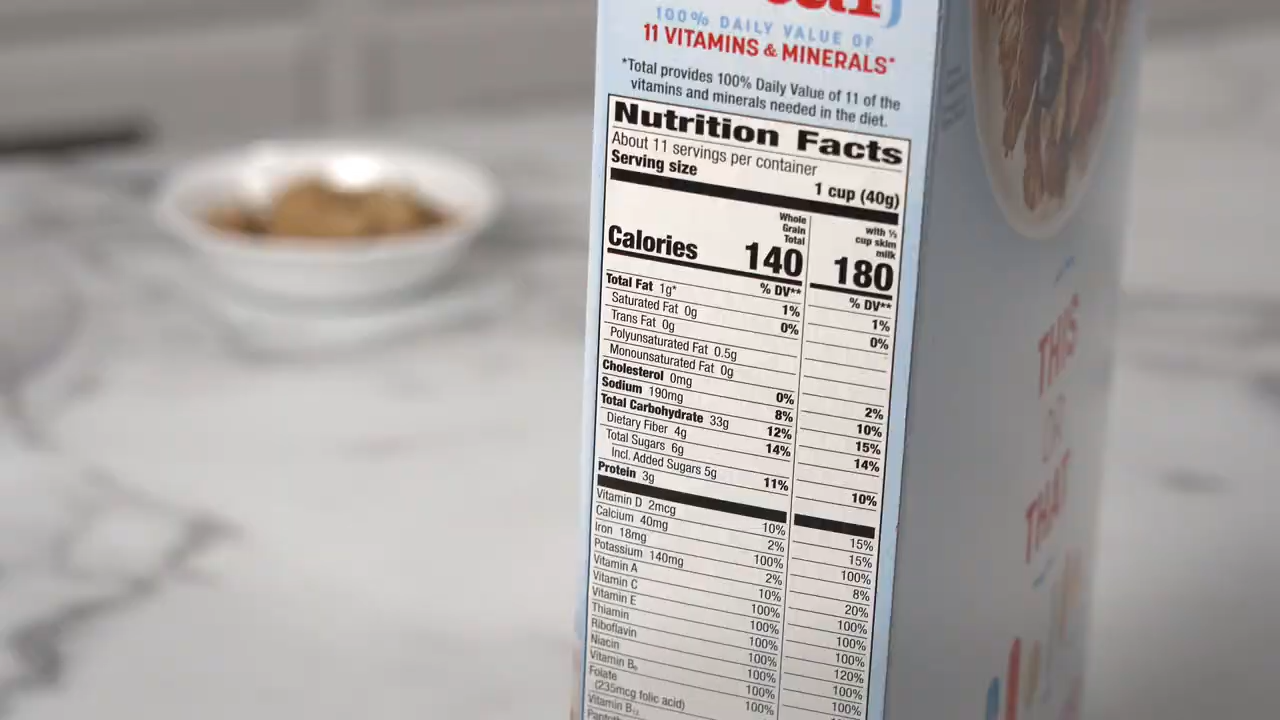 100% DAILY VALUE OF
11 VITAMINS & MINERALS*
*Total provides 100% Daily Value of 11 of the
vitamins and minerals needed in the diet.
Nutrition Facts
About 11 servings per container
Serving size 1 cup (40g)
Whole Grain Total with ½ cup skim milk
Calories 140 180
% DV** % DV**
Total Fat 1g* 1% 1%
Saturated Fat 0g 0% 0%
Trans Fat 0g
Polyunsaturated Fat 0.5g
Monounsaturated Fat 0g
Cholesterol 0mg 0% 2%
Sodium 190mg 8% 10%
Total Carbohydrate 33g 12% 15%
Dietary Fiber 4g 14% 14%
Total Sugars 6g
Incl. Added Sugars 5g 11% 10%
Protein 3g
Vitamin D 2mcg 10% 15%
Calcium 40mg 2% 15%
Iron 18mg 100% 100%
Potassium 140mg 2% 8%
Vitamin A 10% 20%
Vitamin C 100% 100%
Vitamin E 100% 100%
Thiamin 100% 100%
Riboflavin 100% 120%
Niacin 100% 100%
Vitamin B₆ 100% 100%
Folate
(235mcg folic acid) 100%
Vitamin B₁₂
THIS
&
THAT